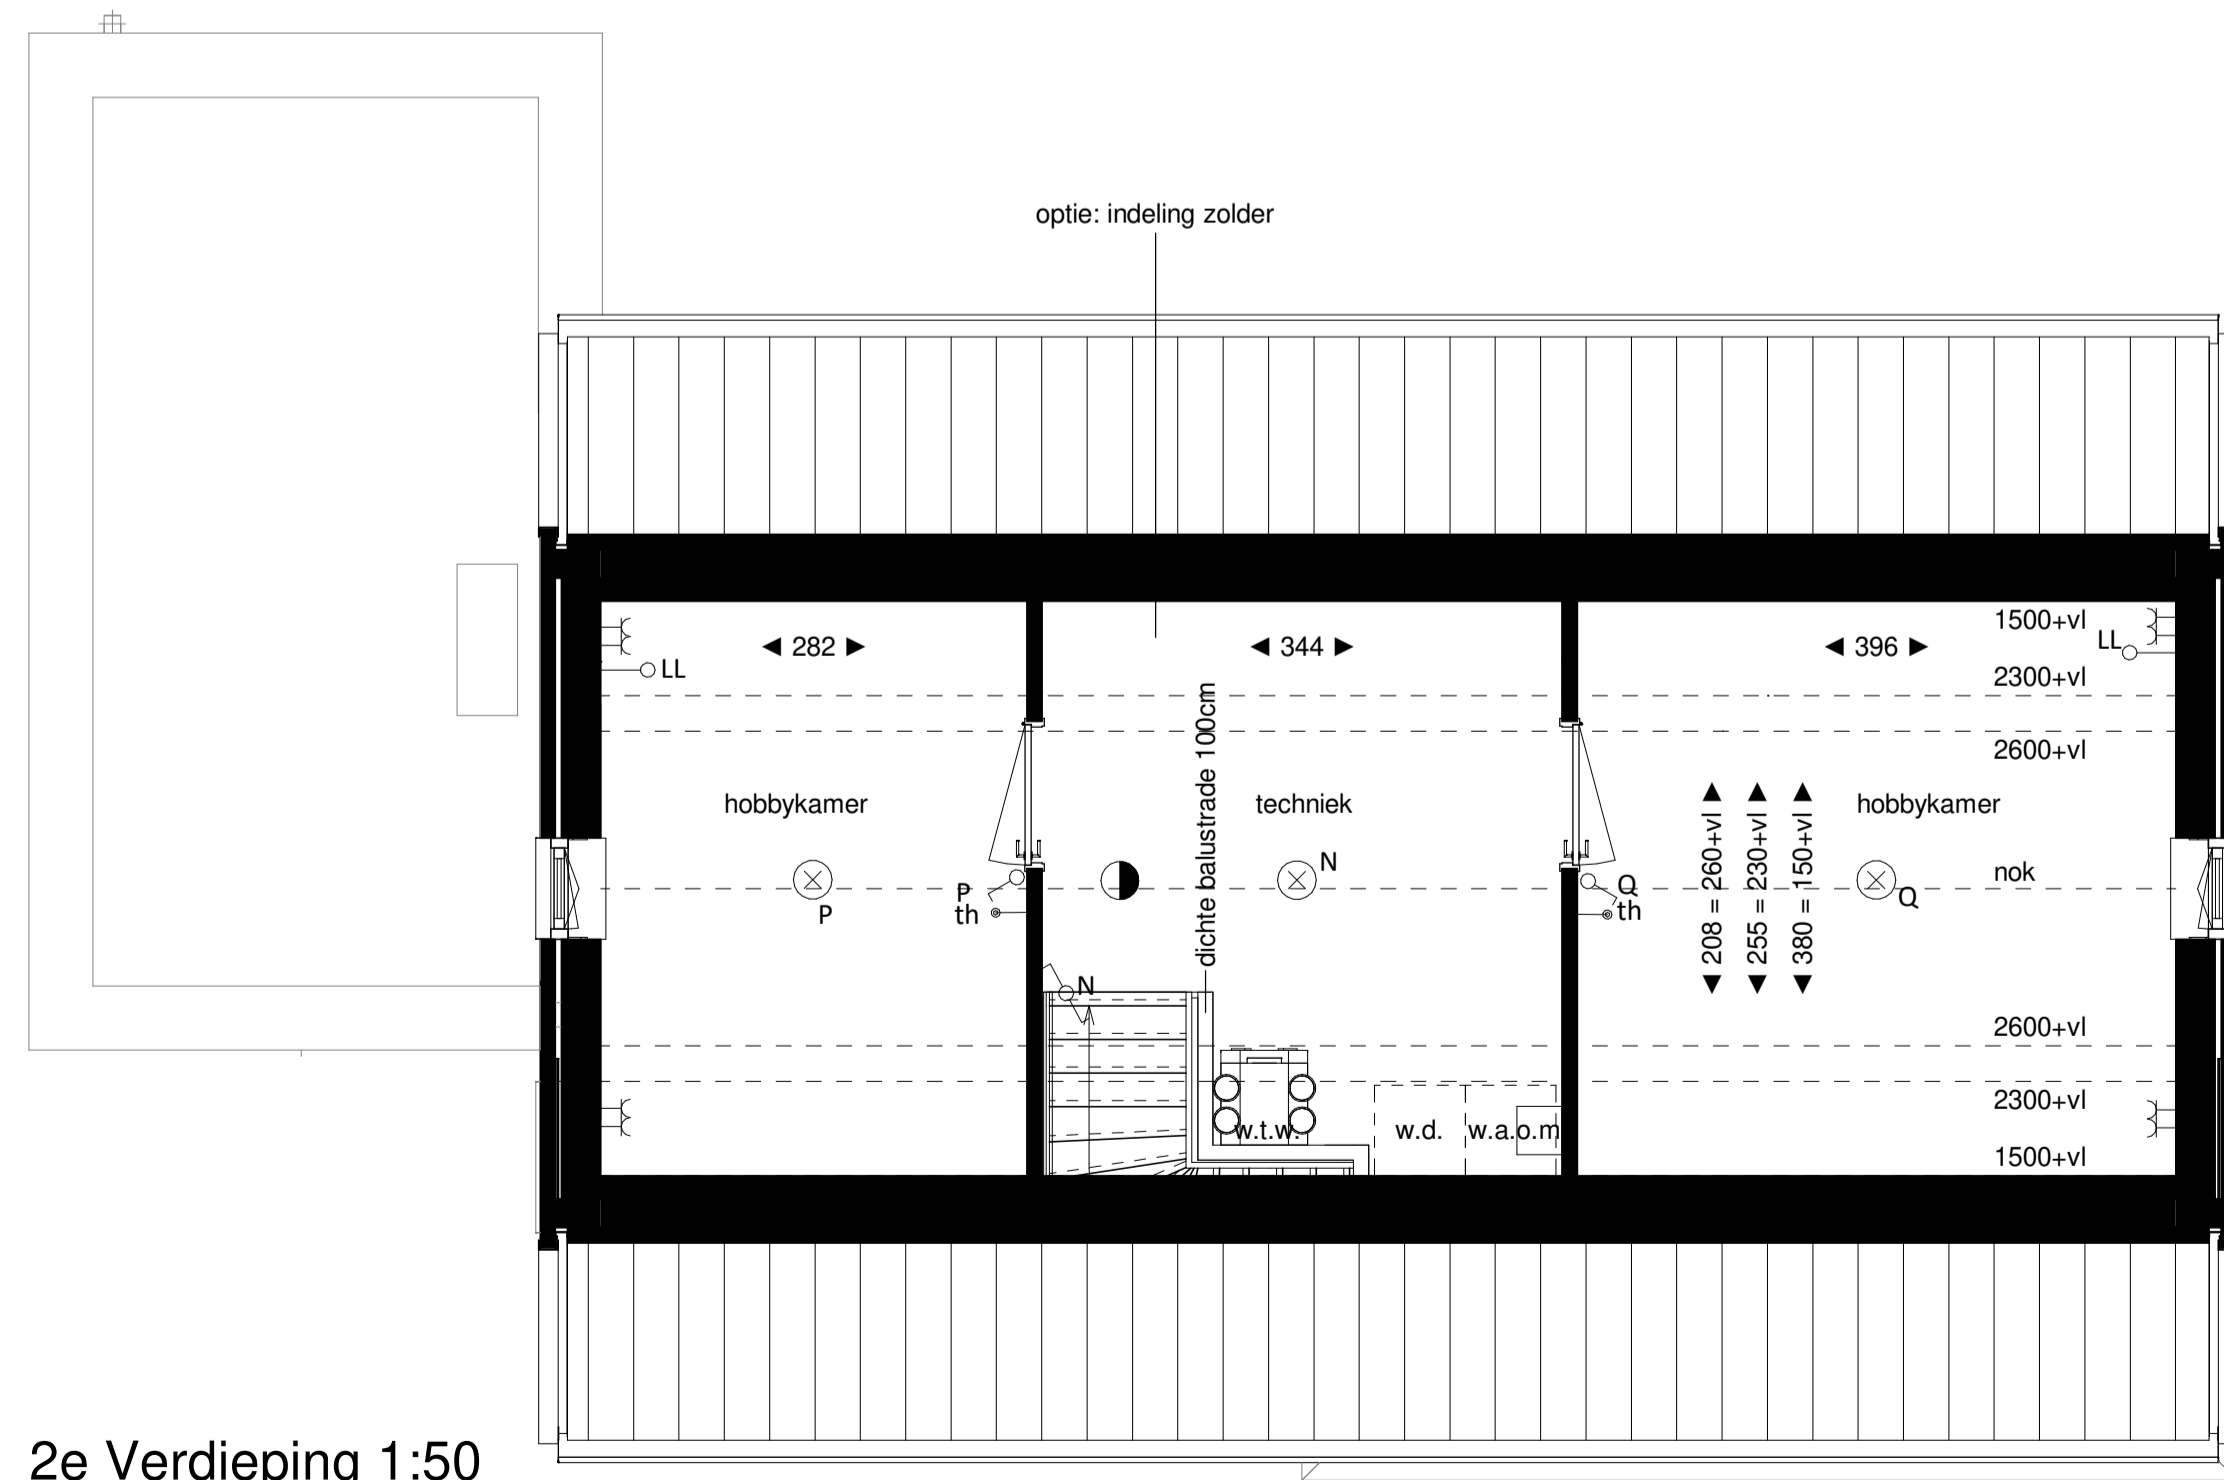 optie: indeling zolder
◄ 282 ►
◄ 344 ►
◄ 396 ►
1500+vl
LL
LL
2300+vl
2600+vl
hobbykamer
techniek
hobbykamer
dichte balustrade 100cm
◄ 208 = 260+vl ►
◄ 255 = 230+vl ►
◄ 380 = 150+vl ►
N
nok
P
P
th
Q
Q
th
N
2600+vl
2300+vl
w.t.w.
w.d.
w.a.
o.m
1500+vl
2e Verdieping 1:50